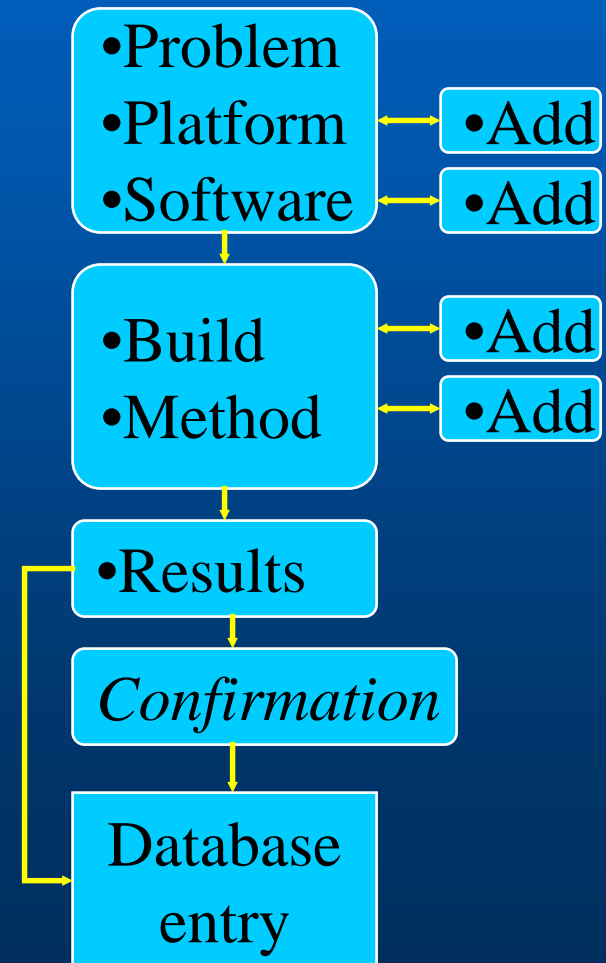 •Problem
•Platform
•Add
•Software
•Add
•Build
•Add
•Method
•Add
•Results
Confirmation
Database
entry